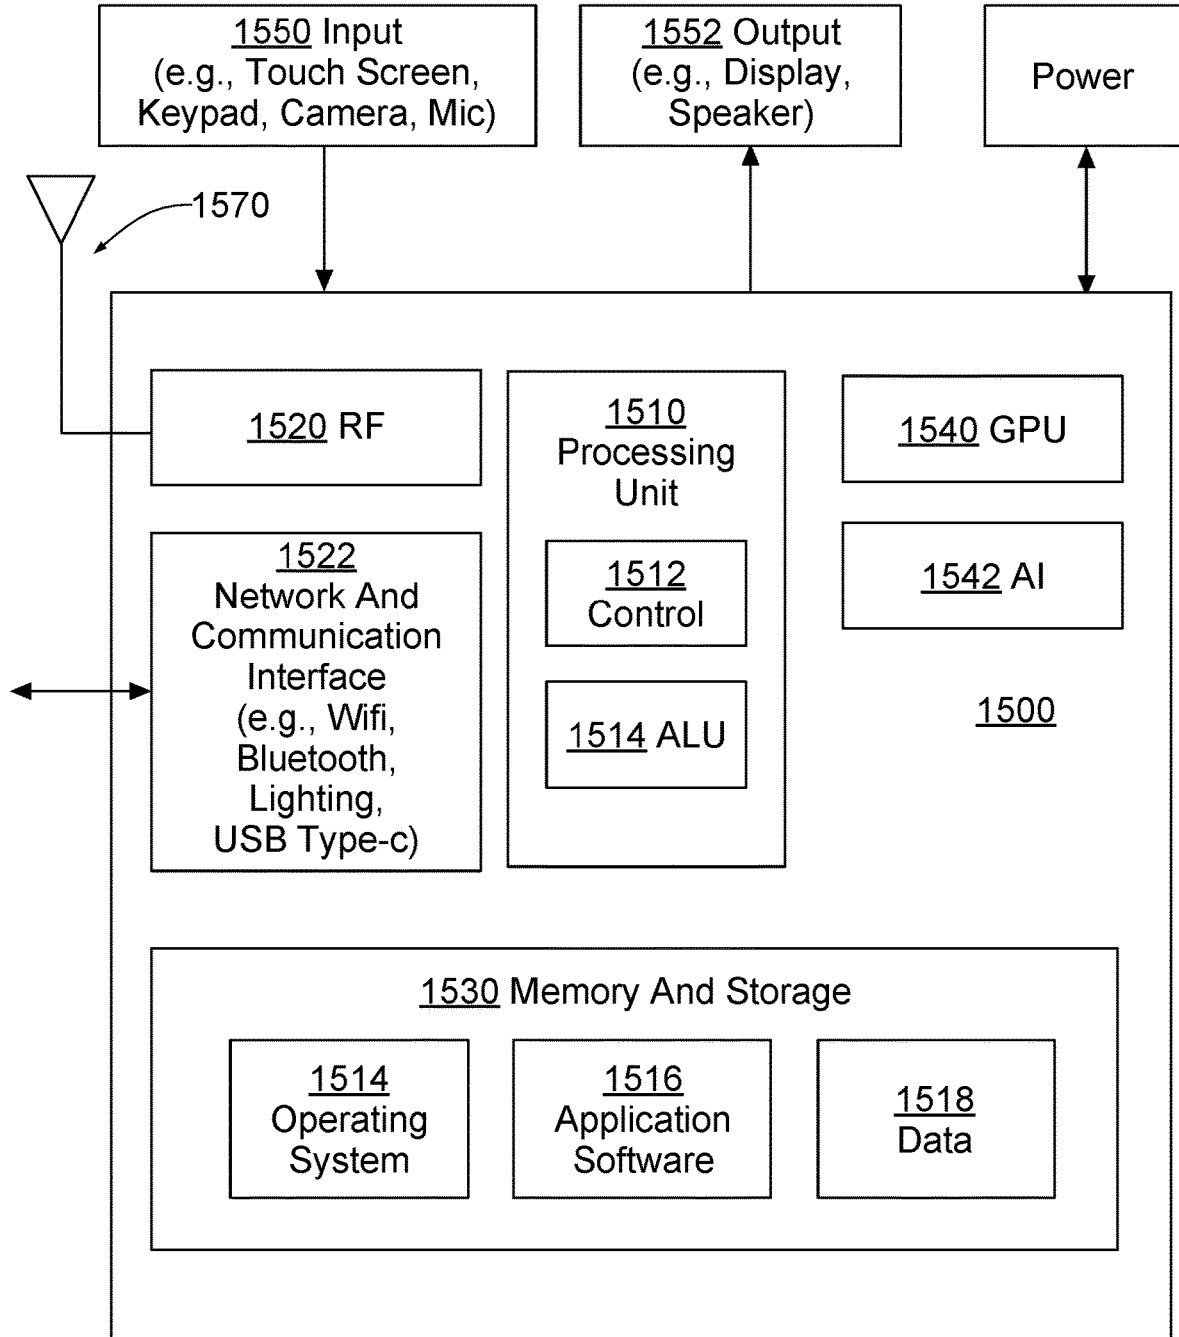 1550 Input
(e.g., Touch Screen,
Keypad, Camera, Mic)
1552 Output
(e.g., Display,
Speaker)
Power
1570
1520 RF
1510
Processing
Unit
1540 GPU
1522
Network And
Communication
Interface
(e.g., Wifi,
Bluetooth,
Lighting,
USB Type-c)
1512
Control
1514 ALU
1542 AI
1500
1530 Memory And Storage
1514
Operating
System
1516
Application
Software
1518
Data